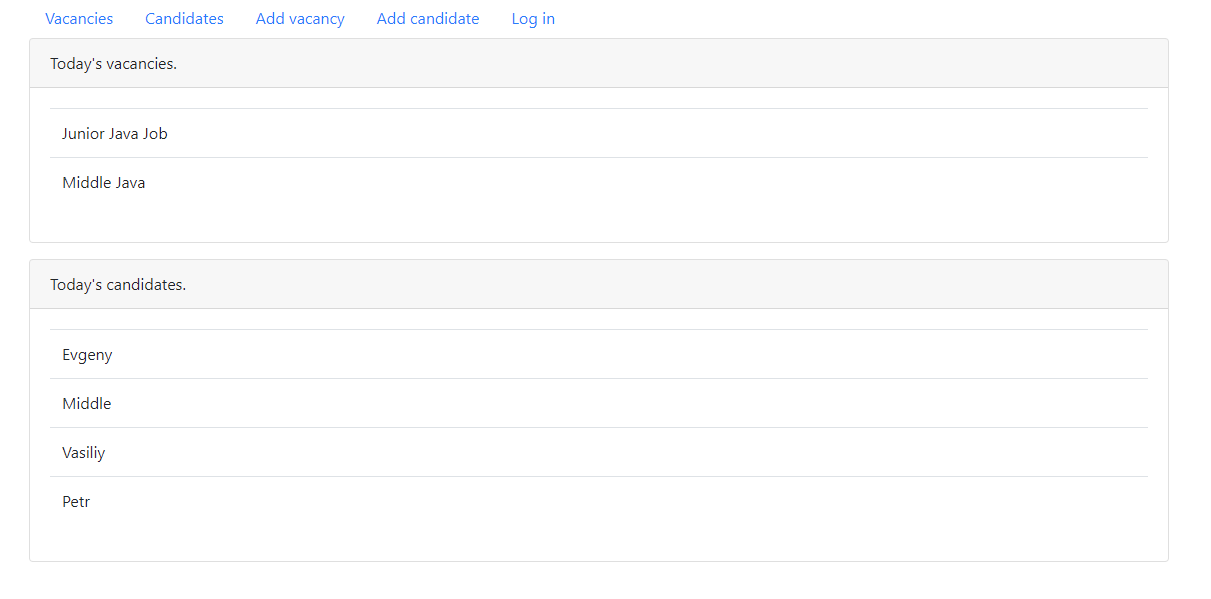 Vacancies Candidates Add vacancy Add candidate Log in
Today's vacancies.
Junior Java Job
Middle Java
Today's candidates.
Evgeny
Middle
Vasiliy
Petr